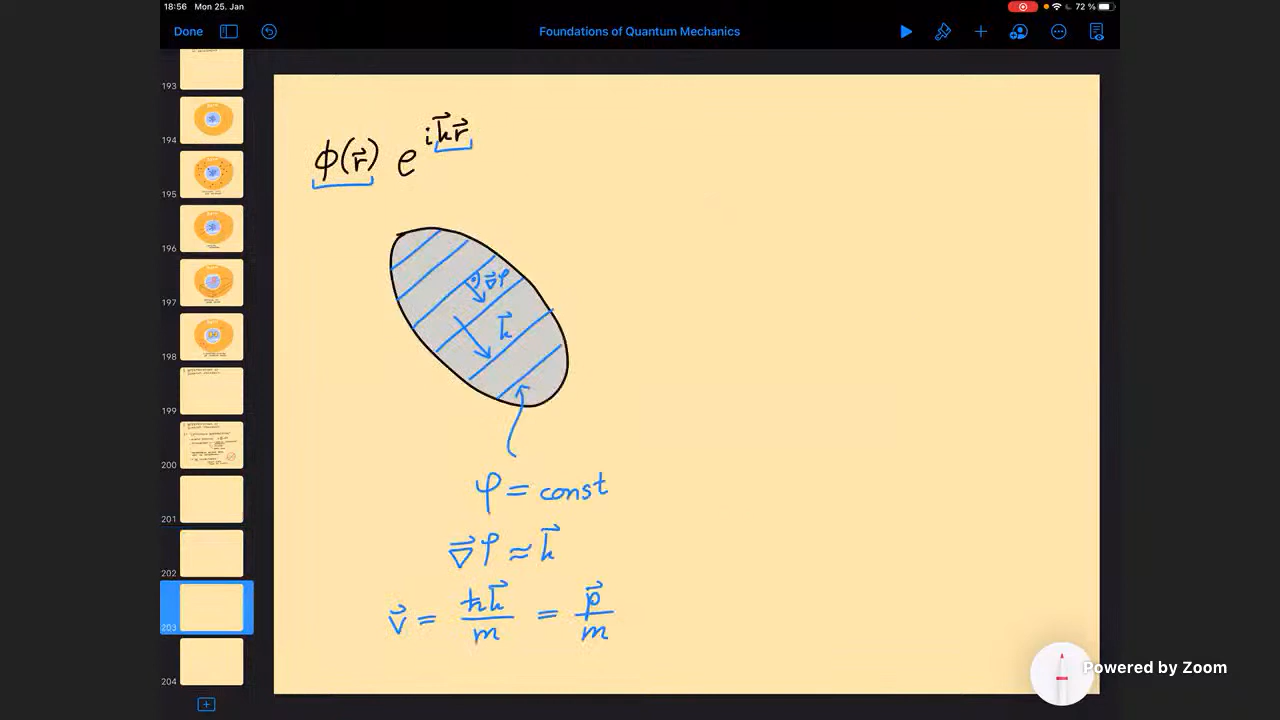 18:56 Mon 25. Jan
72 %
Done
Foundations of Quantum Mechanics
193
194
195
196
197
198
199
200
201
202
203
204
ϕ(r⃗) e^{ik⃗r⃗}
∇⃗φ
k⃗
φ = const
∇⃗φ ≈ k⃗
v⃗ = ħk⃗/m = p⃗/m
Powered by Zoom